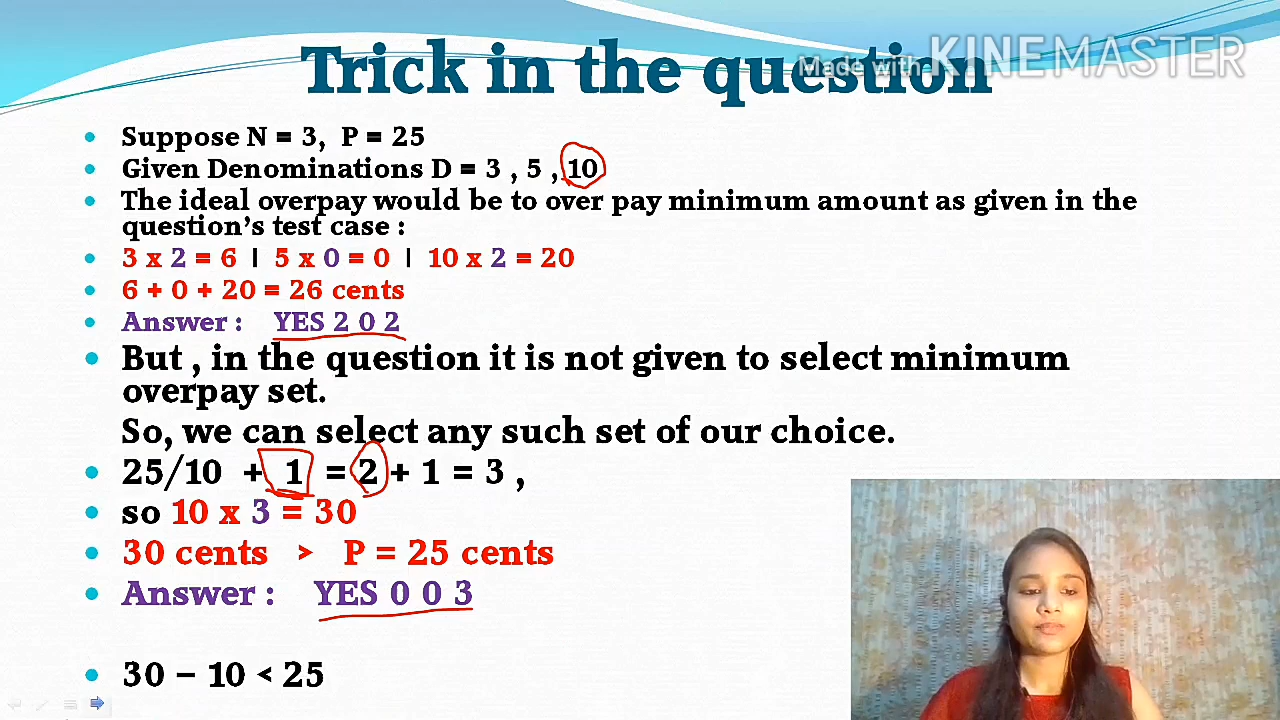 Trick in the question
Made with KINEMASTER
Suppose N = 3, P = 25
Given Denominations D = 3 , 5 , 10
The ideal overpay would be to over pay minimum amount as given in the
question's test case :
3 x 2 = 6 | 5 x 0 = 0 | 10 x 2 = 20
6 + 0 + 20 = 26 cents
Answer : YES 2 0 2
But , in the question it is not given to select minimum
overpay set.
So, we can select any such set of our choice.
25/10 + 1 = 2 + 1 = 3 ,
so 10 x 3 = 30
30 cents > P = 25 cents
Answer : YES 0 0 3
30 – 10 < 25